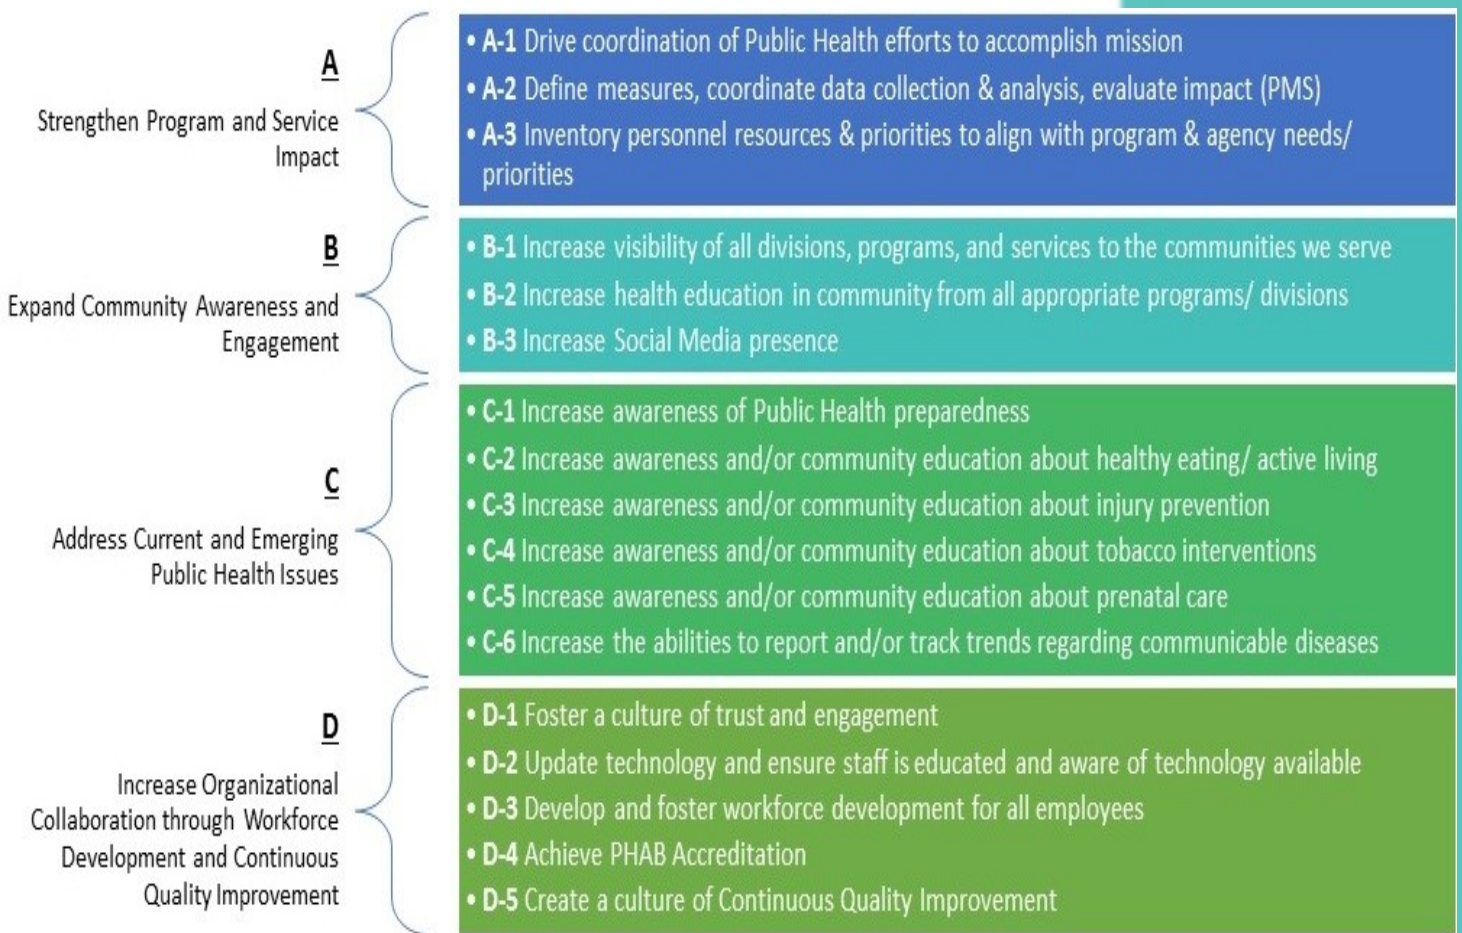 A
Strengthen Program and Service
Impact
• A-1 Drive coordination of Public Health efforts to accomplish mission
• A-2 Define measures, coordinate data collection & analysis, evaluate impact (PMS)
• A-3 Inventory personnel resources & priorities to align with program & agency needs/
priorities
B
Expand Community Awareness and
Engagement
• B-1 Increase visibility of all divisions, programs, and services to the communities we serve
• B-2 Increase health education in community from all appropriate programs/ divisions
• B-3 Increase Social Media presence
C
Address Current and Emerging
Public Health Issues
• C-1 Increase awareness of Public Health preparedness
• C-2 Increase awareness and/or community education about healthy eating/ active living
• C-3 Increase awareness and/or community education about injury prevention
• C-4 Increase awareness and/or community education about tobacco interventions
• C-5 Increase awareness and/or community education about prenatal care
• C-6 Increase the abilities to report and/or track trends regarding communicable diseases
D
Increase Organizational
Collaboration through Workforce
Development and Continuous
Quality Improvement
• D-1 Foster a culture of trust and engagement
• D-2 Update technology and ensure staff is educated and aware of technology available
• D-3 Develop and foster workforce development for all employees
• D-4 Achieve PHAB Accreditation
• D-5 Create a culture of Continuous Quality Improvement